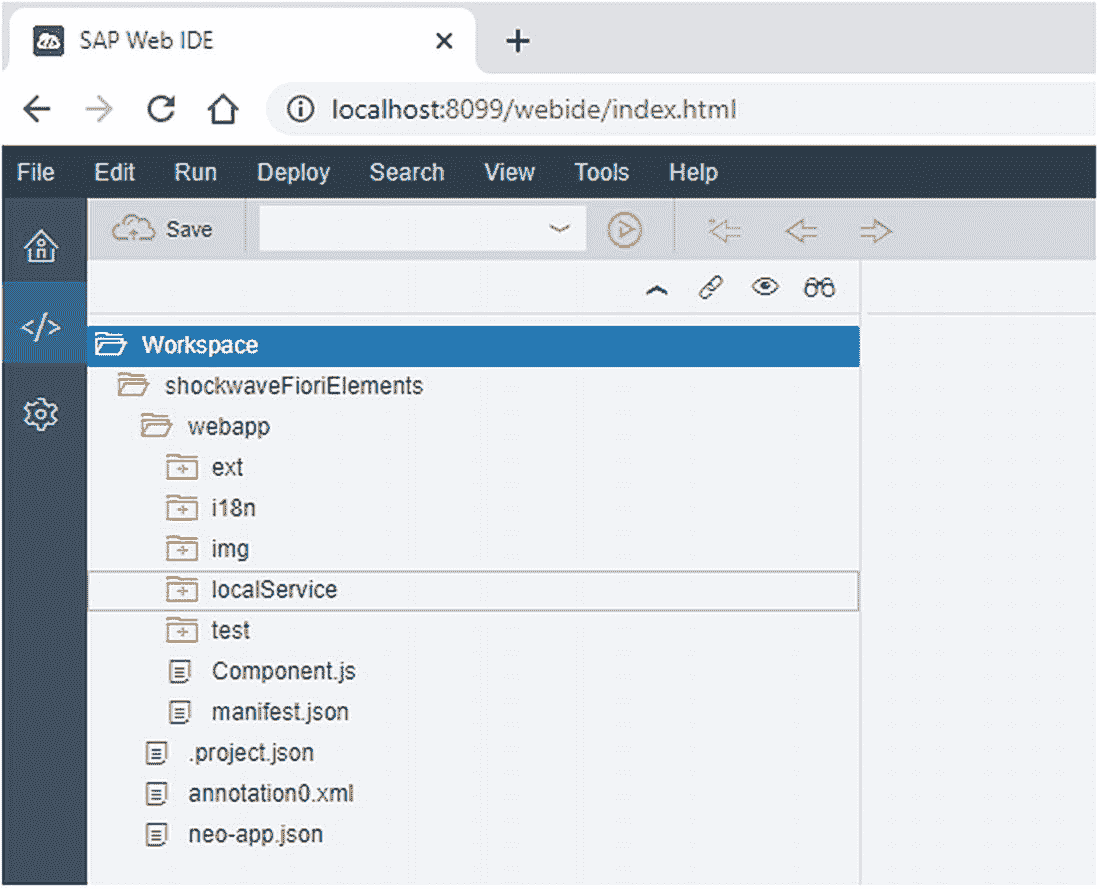 SAP Web IDE
localhost:8099/webide/index.html
File Edit Run Deploy Search View Tools Help
Save
Workspace
shockwaveFioriElements
webapp
ext
i18n
img
localService
test
Component.js
manifest.json
.project.json
annotation0.xml
neo-app.json